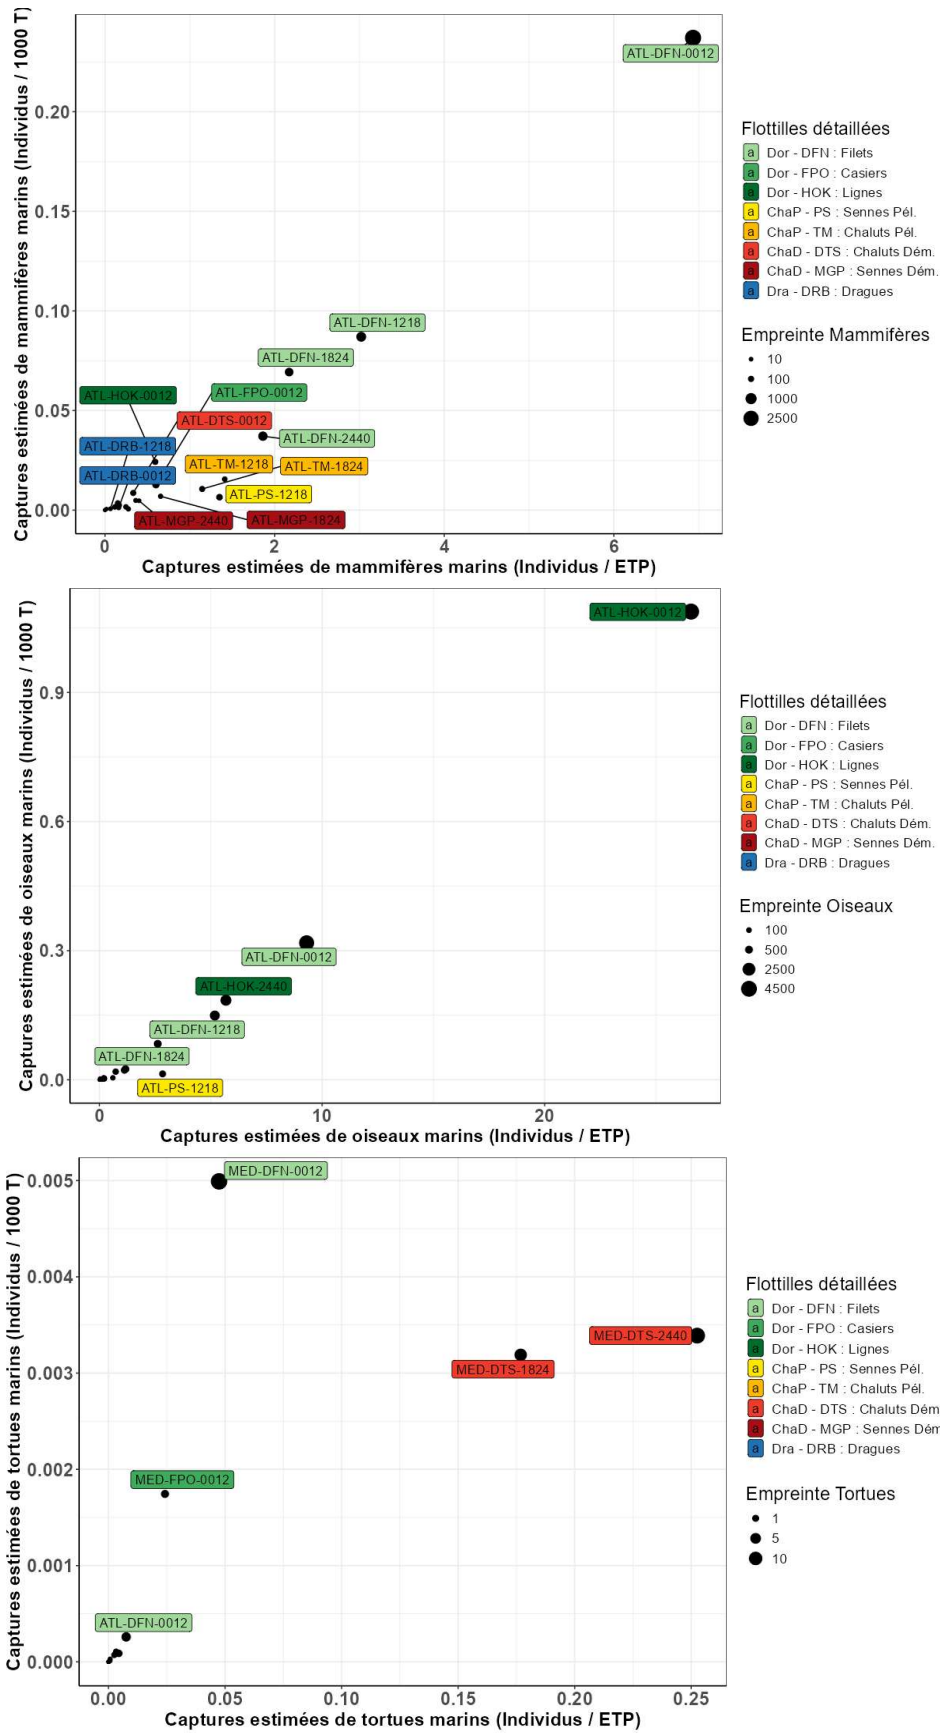 Captures estimées de mammifères marins (Individus / 1000 T)
0.20
0.15
0.10
0.05
0.00
ATL-DFN-0012
ATL-DFN-1218
ATL-DFN-1824
ATL-HOK-0012
ATL-FPO-0012
ATL-DTS-0012
ATL-DFN-2440
ATL-DRB-1218
ATL-TM-1218
ATL-TM-1824
ATL-DRB-0012
ATL-PS-1218
ATL-MGP-2440
ATL-MGP-1824
0
2
4
6
Captures estimées de mammifères marins (Individus / ETP)
Flottilles détaillées
a Dor - DFN : Filets
a Dor - FPO : Casiers
a Dor - HOK : Lignes
a ChaP - PS : Sennes Pél.
a ChaP - TM : Chaluts Pél.
a ChaD - DTS : Chaluts Dém.
a ChaD - MGP : Sennes Dém.
a Dra - DRB : Dragues
Empreinte Mammifères
10
100
1000
2500
Captures estimées de oiseaux marins (Individus / 1000 T)
0.9
0.6
0.3
0.0
ATL-HOK-0012
ATL-DFN-0012
ATL-HOK-2440
ATL-DFN-1218
ATL-DFN-1824
ATL-PS-1218
0
10
20
Captures estimées de oiseaux marins (Individus / ETP)
Flottilles détaillées
a Dor - DFN : Filets
a Dor - FPO : Casiers
a Dor - HOK : Lignes
a ChaP - PS : Sennes Pél.
a ChaP - TM : Chaluts Pél.
a ChaD - DTS : Chaluts Dém.
a ChaD - MGP : Sennes Dém.
a Dra - DRB : Dragues
Empreinte Oiseaux
100
500
2500
4500
Captures estimées de tortues marins (Individus / 1000 T)
0.005
0.004
0.003
0.002
0.001
0.000
MED-DFN-0012
MED-DTS-2440
MED-DTS-1824
MED-FPO-0012
ATL-DFN-0012
0.00
0.05
0.10
0.15
0.20
0.25
Captures estimées de tortues marins (Individus / ETP)
Flottilles détaillées
a Dor - DFN : Filets
a Dor - FPO : Casiers
a Dor - HOK : Lignes
a ChaP - PS : Sennes Pél.
a ChaP - TM : Chaluts Pél.
a ChaD - DTS : Chaluts Dém
a ChaD - MGP : Sennes Dém
a Dra - DRB : Dragues
Empreinte Tortues
1
5
10